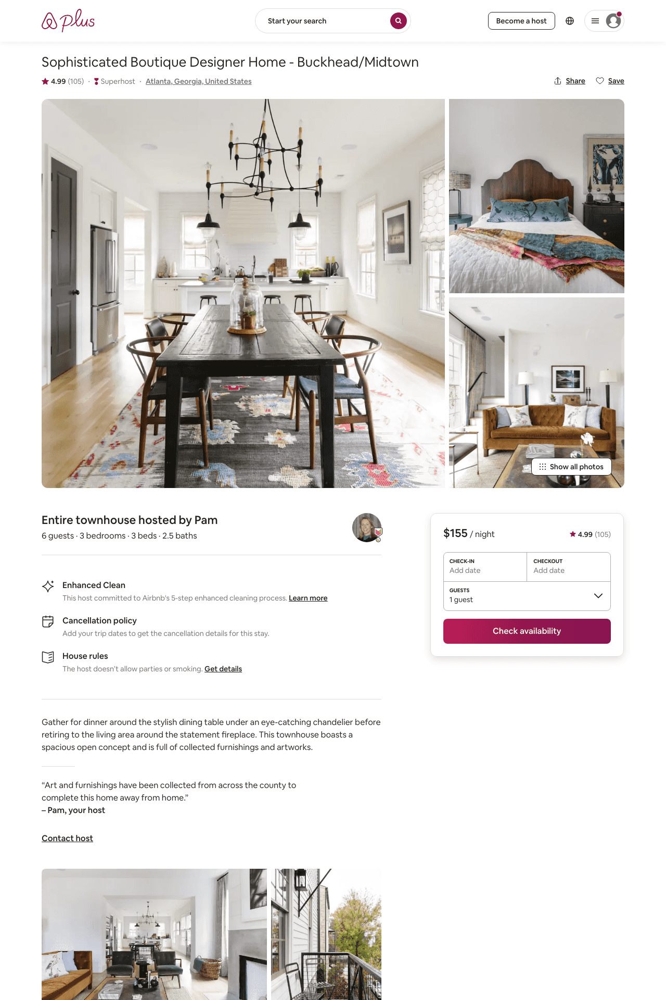 plus
Start your search
Become a host
Sophisticated Boutique Designer Home - Buckhead/Midtown
4.99 (105) · Superhost · Atlanta, Georgia, United States
Share
Save
Show all photos
Entire townhouse hosted by Pam
6 guests · 3 bedrooms · 3 beds · 2.5 baths
Enhanced Clean
This host committed to Airbnb's 5-step enhanced cleaning process. Learn more
Cancellation policy
Add your trip dates to get the cancellation details for this stay.
House rules
The host doesn't allow parties or smoking. Get details
Gather for dinner around the stylish dining table under an eye-catching chandelier before
retiring to the living area around the statement fireplace. This townhouse boasts a
spacious open concept and is full of collected furnishings and artworks.
“Art and furnishings have been collected from across the county to
complete this home away from home.”
– Pam, your host
Contact host
$155 / night
4.99 (105)
CHECK-IN
Add date
CHECKOUT
Add date
GUESTS
1 guest
Check availability